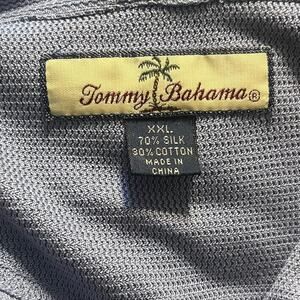 Tommy Bahama®
XXL
70% SILK
30% COTTON
MADE IN
CHINA